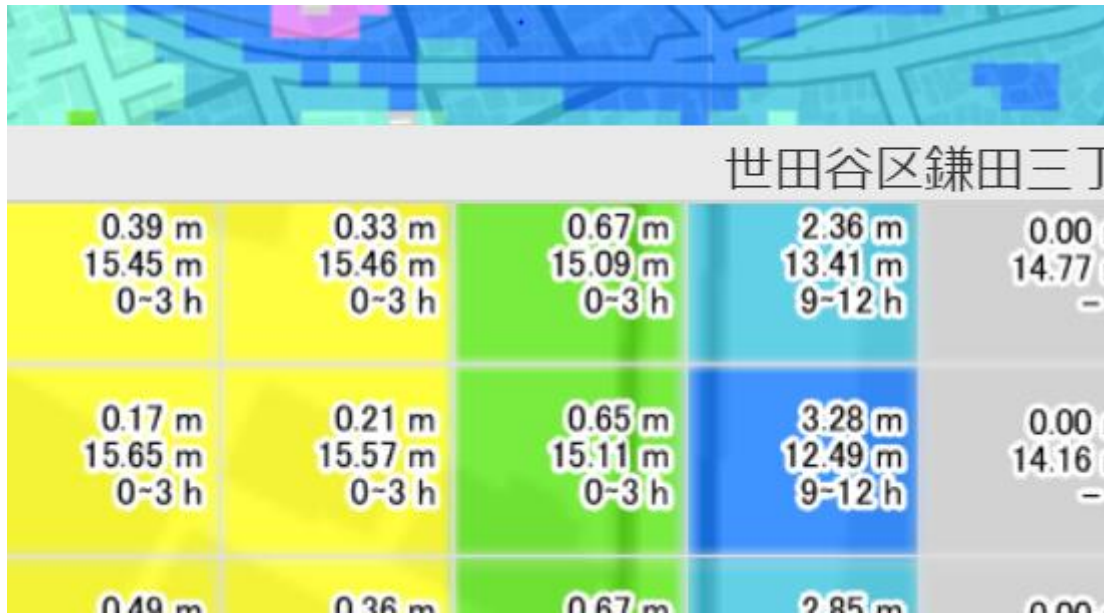 世田谷区鎌田三丁
0.39 m 0.33 m 0.67 m 2.36 m 0.00
15.45 m 15.46 m 15.09 m 13.41 m 14.77
0~3 h 0~3 h 0~3 h 9~12 h -
0.17 m 0.21 m 0.65 m 3.28 m 0.00
15.65 m 15.57 m 15.11 m 12.49 m 14.16
0~3 h 0~3 h 0~3 h 9~12 h -
0.49 m 0.36 m 0.67 m 2.85 m 0.00